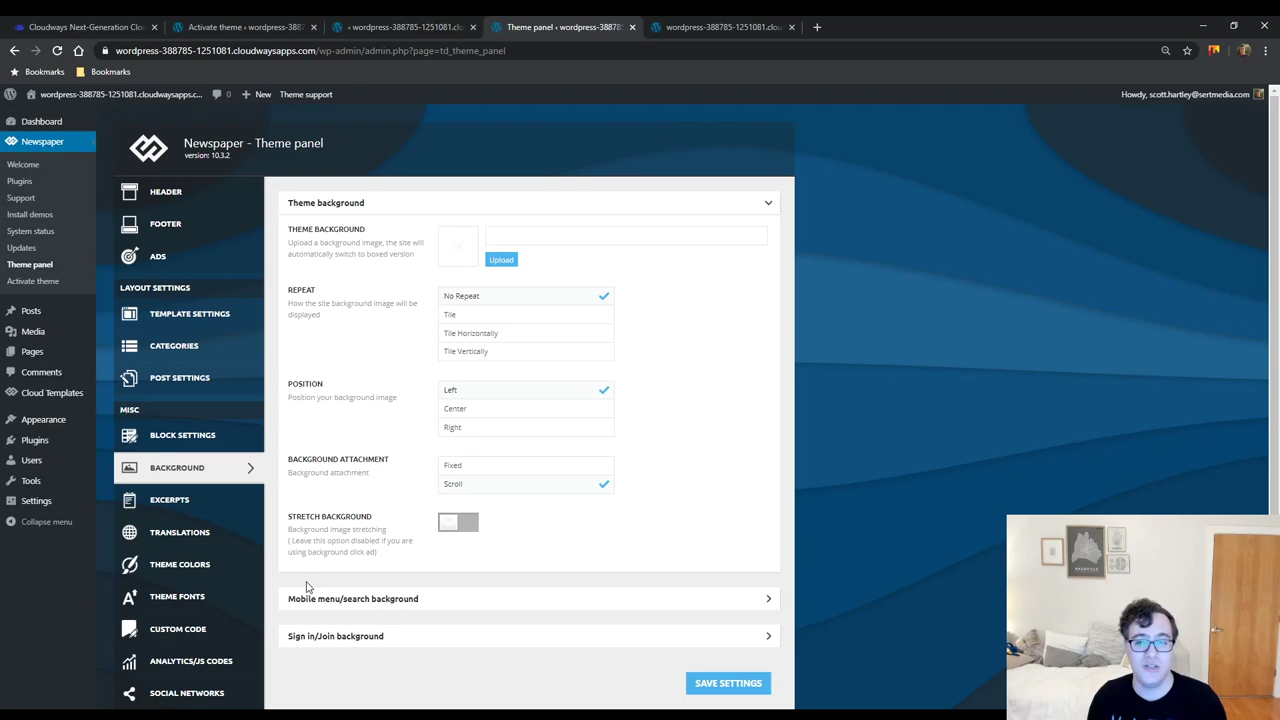 Cloudways Next-Generation Clou
Activate theme ‹ wordpress-3887
‹ wordpress-388785-1251081.clou
Theme panel ‹ wordpress-388785
wordpress-388785-1251081.cloud
wordpress-388785-1251081.cloudwaysapps.com/wp-admin/admin.php?page=td_theme_panel
Bookmarks
Bookmarks
wordpress-388785-1251081.cloudwaysapps.c...
0
New
Theme support
Howdy, scott.hartley@sertmedia.com
Dashboard
Newspaper
Welcome
Plugins
Support
Install demos
System status
Updates
Theme panel
Activate theme
Posts
Media
Pages
Comments
Cloud Templates
Appearance
Plugins
Users
Tools
Settings
Collapse menu
Newspaper - Theme panel
version: 10.3.2
HEADER
FOOTER
ADS
LAYOUT SETTINGS
TEMPLATE SETTINGS
CATEGORIES
POST SETTINGS
MISC
BLOCK SETTINGS
BACKGROUND
EXCERPTS
TRANSLATIONS
THEME COLORS
THEME FONTS
CUSTOM CODE
ANALYTICS/JS CODES
SOCIAL NETWORKS
Theme background
THEME BACKGROUND
Upload a background image, the site will
automatically switch to boxed version
Upload
REPEAT
How the site background image will be
displayed
No Repeat
Tile
Tile Horizontally
Tile Vertically
POSITION
Position your background image
Left
Center
Right
BACKGROUND ATTACHMENT
Background attachment
Fixed
Scroll
STRETCH BACKGROUND
Background image stretching
( Leave this option disabled if you are
using background click ad)
Mobile menu/search background
Sign in/Join background
SAVE SETTINGS